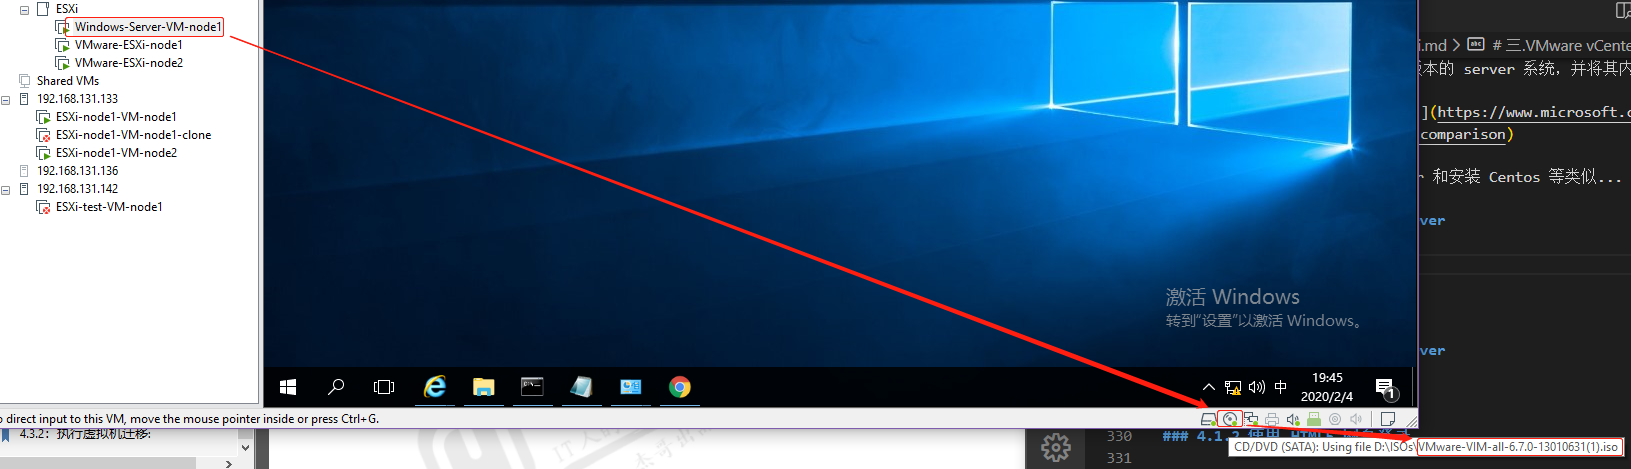 ESXi
Windows-Server-VM-node1
VMware-ESXi-node1
VMware-ESXi-node2
Shared VMs
192.168.131.133
ESXi-node1-VM-node1
ESXi-node1-VM-node1-clone
ESXi-node1-VM-node2
192.168.131.136
192.168.131.142
ESXi-test-VM-node1
激活 Windows
转到“设置”以激活 Windows。
中
19:45
2020/2/4
1
o direct input to this VM, move the mouse pointer inside or press Ctrl+G.
4.3.2：执行虚拟机迁移:
i.md > # 三.VMware vCente
本的 server 系统，并将其内
](https://www.microsoft.c
comparison)
和安装 Centos 等类似...
ver
ver
330 ### 4.1.2 使用 HTML5
331
CD/DVD (SATA): Using file D:\ISOs\VMware-VIM-all-6.7.0-13010631(1).iso